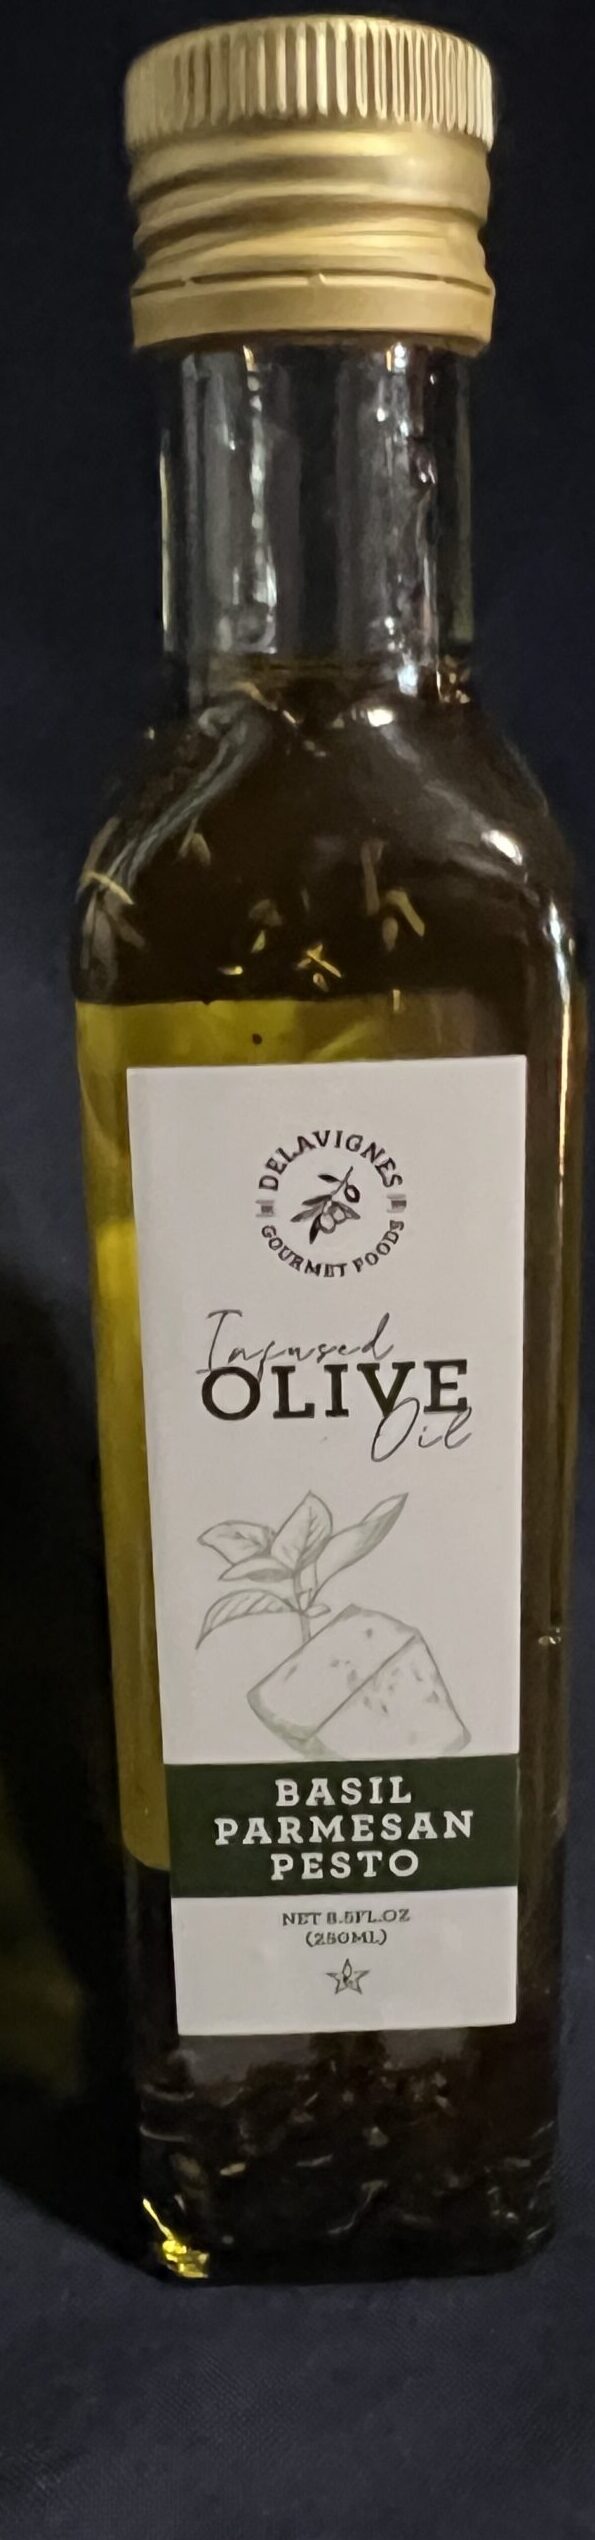 DELAVIGNES
GOURMET FOODS
Infused
OLIVE
Oil
BASIL
PARMESAN
PESTO
NET 8.5FL.OZ
(250ML)